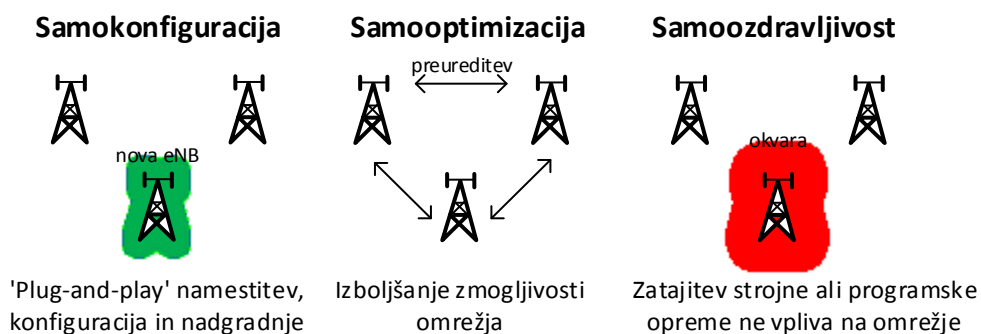 Samokonfiguracija
nova eNB
'Plug-and-play' namestitev,
konfiguracija in nadgradnje
Samooptimizacija
preureditev
Izboljšanje zmogljivosti
omrežja
Samoozdravljivost
okvara
Zatajitev strojne ali programske
opreme ne vpliva na omrežje